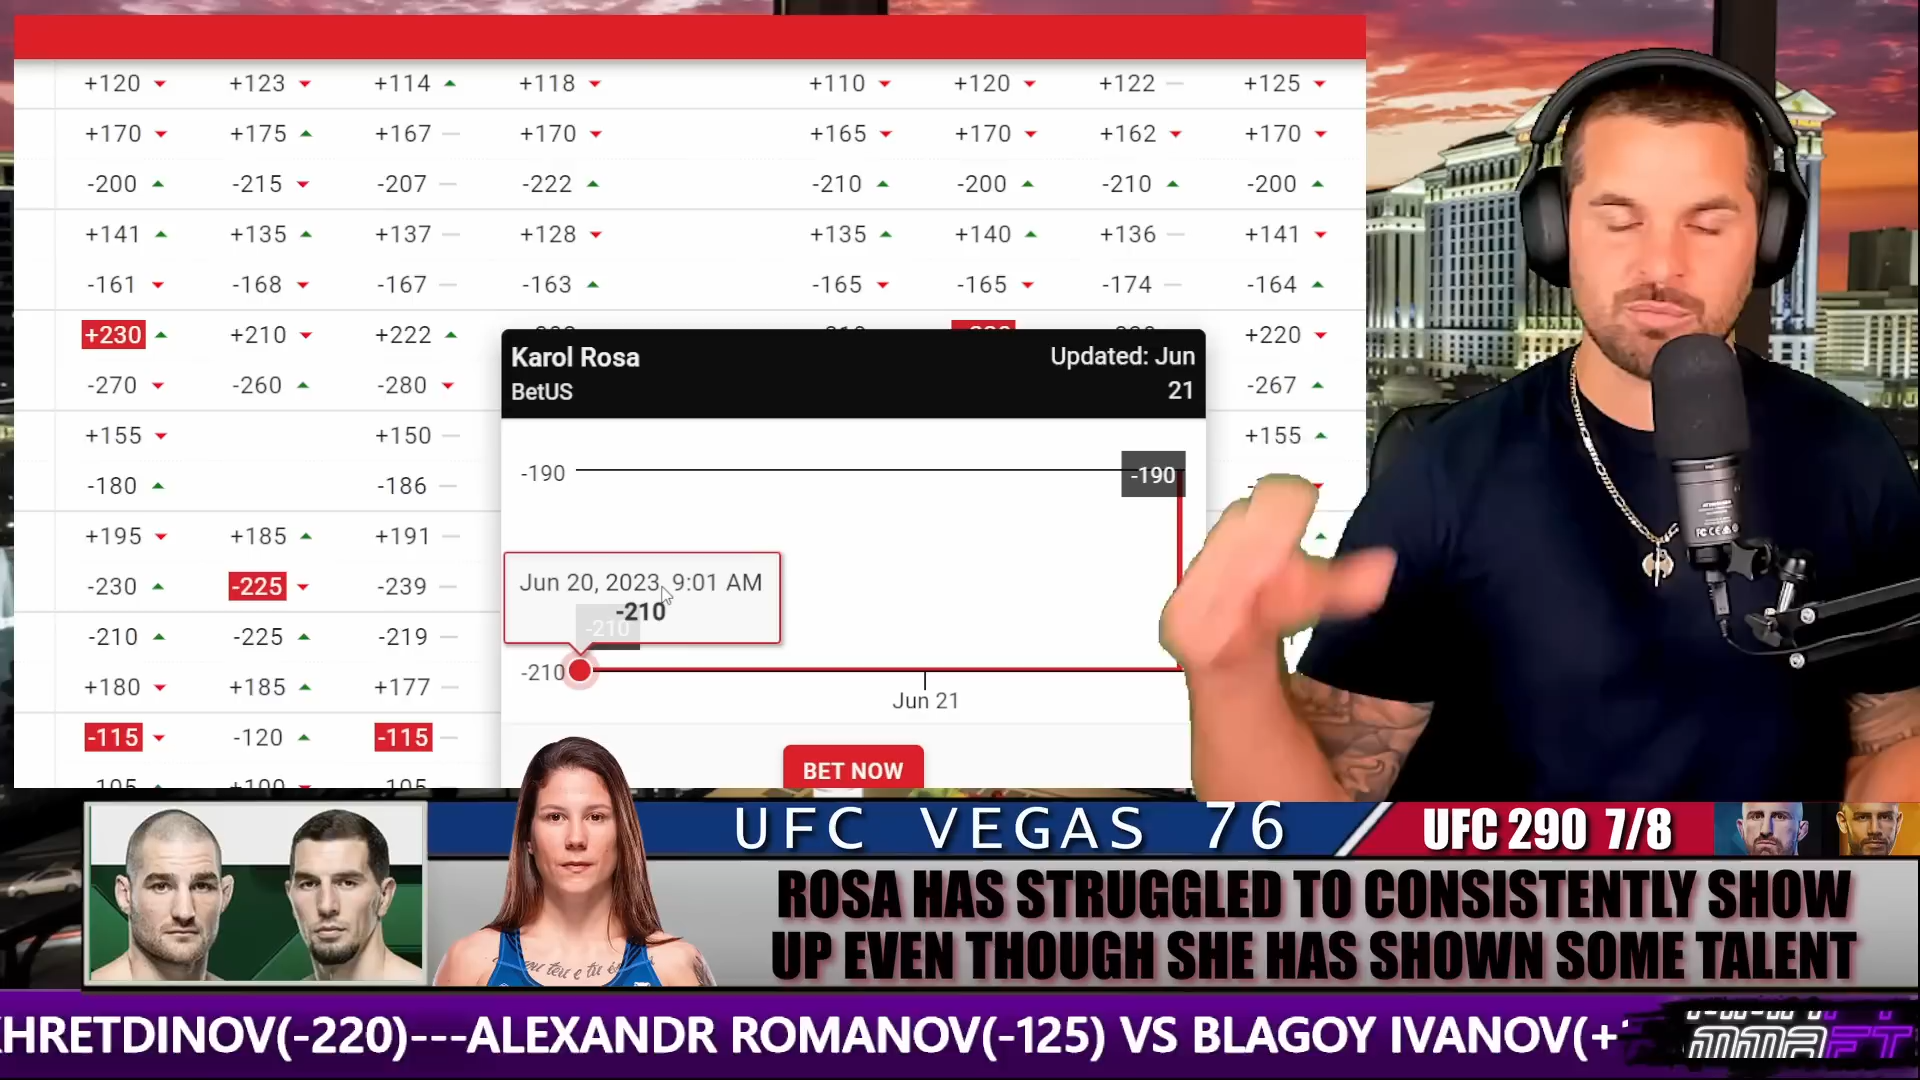 +120 +123 +114 +118 +110 +120 +122 +125
+170 +175 +167 +170 +165 +170 +162 +170
-200 -215 -207 -222 -210 -200 -210 -200
+141 +135 +137 +128 +135 +140 +136 +141
-161 -168 -167 -163 -165 -165 -174 -164
+230 +210 +222 +220
-270 -260 -280 -267
+155 +150 +155
-180 -186
+195 +185 +191
-230 -225 -239
-210 -225 -219
+180 +185 +177
-115 -120 -115
Karol Rosa
BetUS
Updated: Jun
21
-190
-190
Jun 20, 2023, 9:01 AM
-210
-210
-210
Jun 21
BET NOW
UFC VEGAS 76
UFC 290 7/8
ROSA HAS STRUGGLED TO CONSISTENTLY SHOW
UP EVEN THOUGH SHE HAS SHOWN SOME TALENT
HRETDINOV(-220)---ALEXANDR ROMANOV(-125) VS BLAGOY IVANOV(+